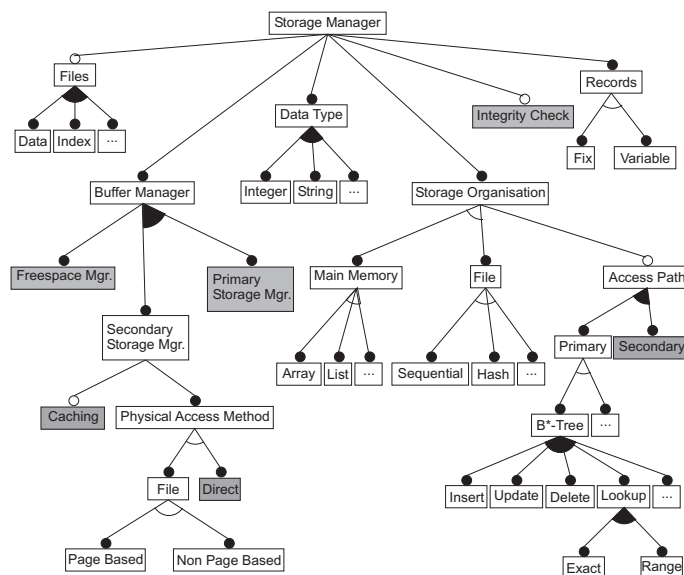 Storage Manager
Files
Records
Data Type
Integrity Check
Data
Index
...
Fix
Variable
Integer
String
...
Buffer Manager
Storage Organisation
Freespace Mgr.
Primary
Storage Mgr.
Main Memory
File
Access Path
Secondary
Storage Mgr.
Primary
Secondary
Array
List
...
Sequential
Hash
...
Caching
Physical Access Method
B*-Tree
...
File
Direct
Insert
Update
Delete
Lookup
...
Page Based
Non Page Based
Exact
Range